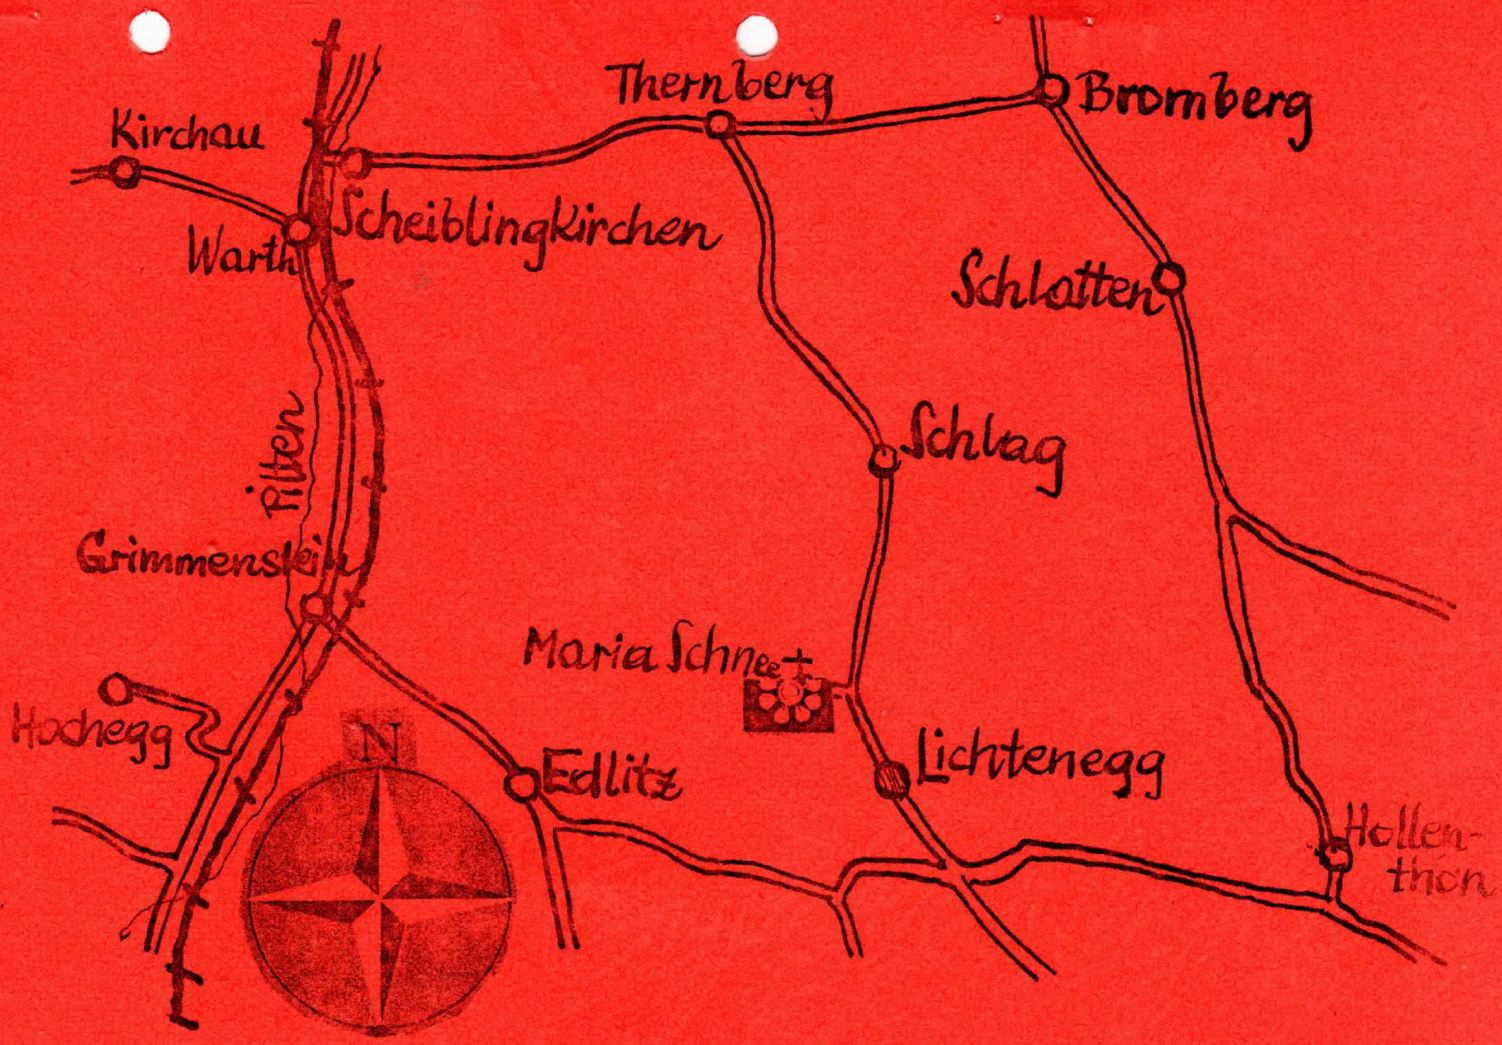 Thernberg
Bromberg
Kirchau
Scheiblingkirchen
Warth
Schlatten
Pitten
Schlag
Grimmenstein
Maria Schnee
Hochegg
N
Lichtenegg
Edlitz
Hollen-
thon